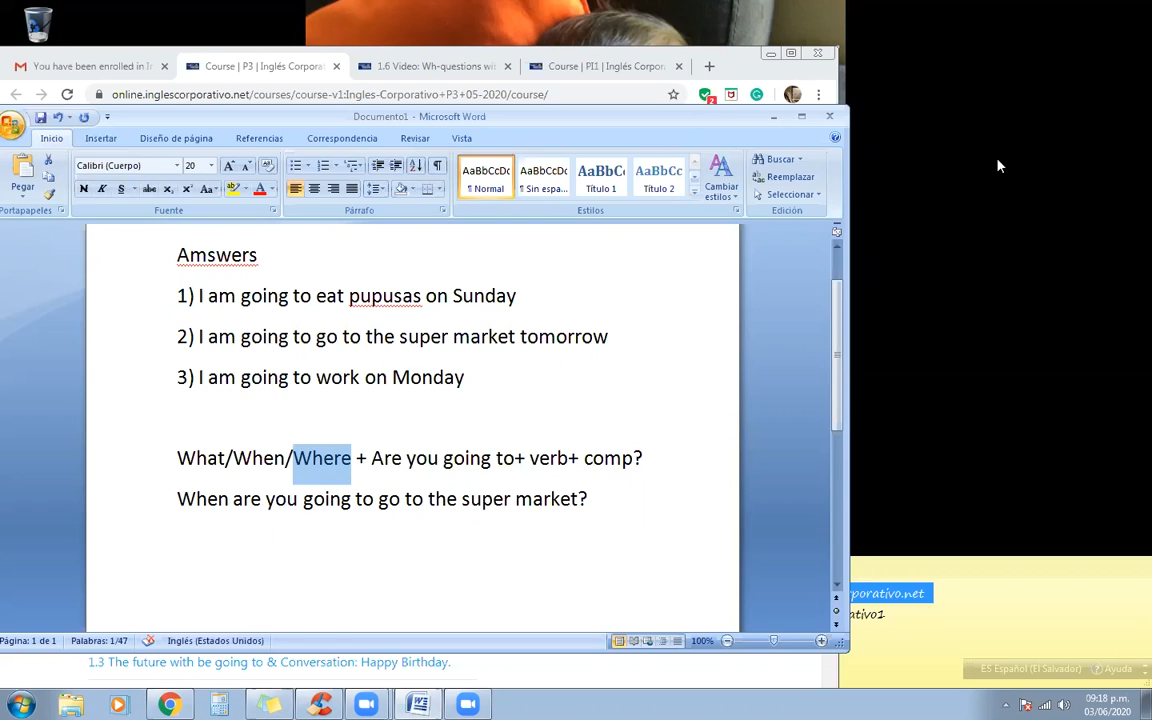 You have been enrolled in I
Course | P3 | Inglés Corpora
1.6 Video: Wh-questions wi
Course | PI1 | Inglés Corpora
online.inglescorporativo.net/courses/course-v1:Ingles-Corporativo+P3+05-2020/course/
Documento1 - Microsoft Word
Inicio Insertar Diseño de página Referencias Correspondencia Revisar Vista
Pegar
Calibri (Cuerpo) 20
AaBbCcDc AaBbCcDc AaBbC AaBbCc
¶ Normal ¶ Sin espa... Título 1 Título 2
Cambiar estilos
Buscar
Reemplazar
Seleccionar
Portapapeles Fuente Párrafo Estilos Edición
Amswers
1) I am going to eat pupusas on Sunday
2) I am going to go to the super market tomorrow
3) I am going to work on Monday
What/When/Where + Are you going to+ verb+ comp?
When are you going to go to the super market?
rporativo.net
ativo1
Página: 1 de 1 Palabras: 1/47 Inglés (Estados Unidos) 100%
1.3 The future with be going to & Conversation: Happy Birthday.
ES Español (El Salvador) Ayuda
09:18 p.m.
03/06/2020